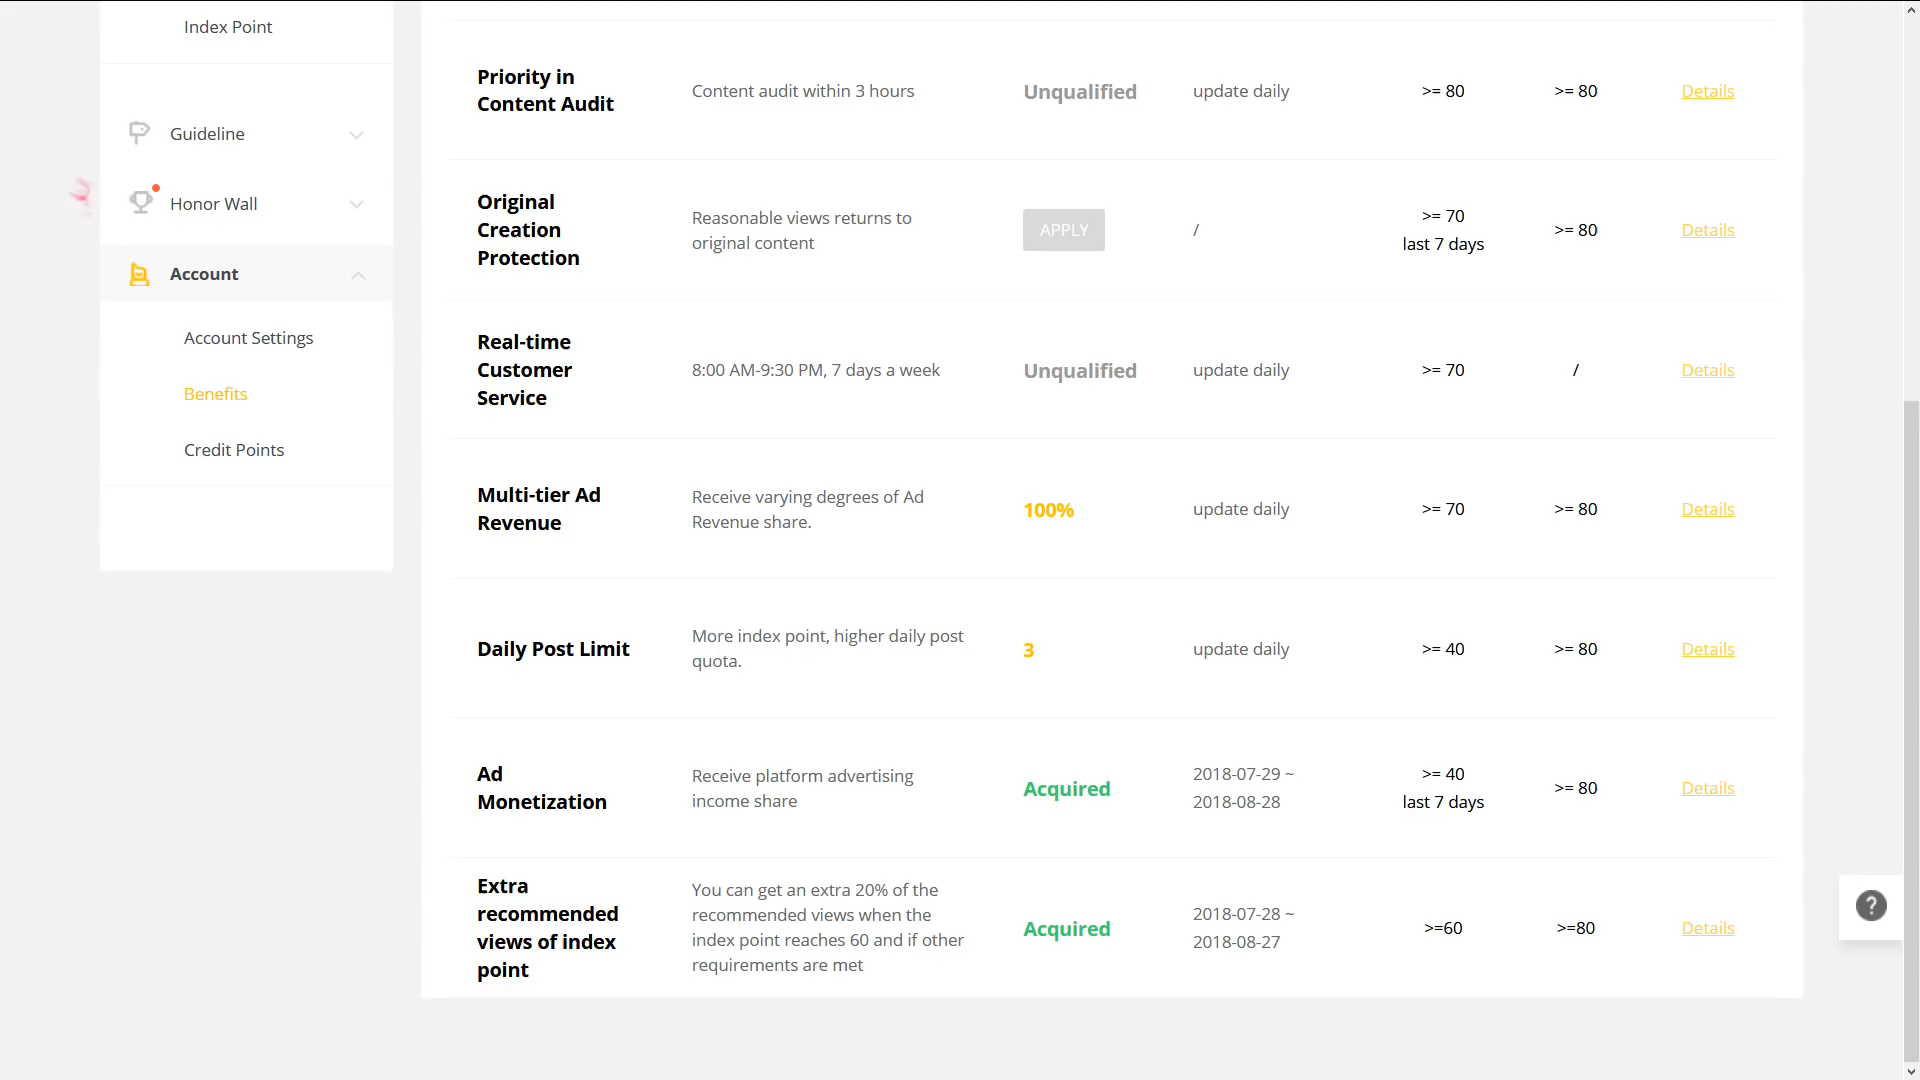 Index Point
Guideline
Honor Wall
Account
Account Settings
Benefits
Credit Points
Priority in
Content Audit
Content audit within 3 hours
Unqualified
update daily
>= 80
>= 80
Details
Original
Creation
Protection
Reasonable views returns to
original content
APPLY
/
>= 70
last 7 days
>= 80
Details
Real-time
Customer
Service
8:00 AM-9:30 PM, 7 days a week
Unqualified
update daily
>= 70
/
Details
Multi-tier Ad
Revenue
Receive varying degrees of Ad
Revenue share.
100%
update daily
>= 70
>= 80
Details
Daily Post Limit
More index point, higher daily post
quota.
3
update daily
>= 40
>= 80
Details
Ad
Monetization
Receive platform advertising
income share
Acquired
2018-07-29 ~
2018-08-28
>= 40
last 7 days
>= 80
Details
Extra
recommended
views of index
point
You can get an extra 20% of the
recommended views when the
index point reaches 60 and if other
requirements are met
Acquired
2018-07-28 ~
2018-08-27
>=60
>=80
Details
?